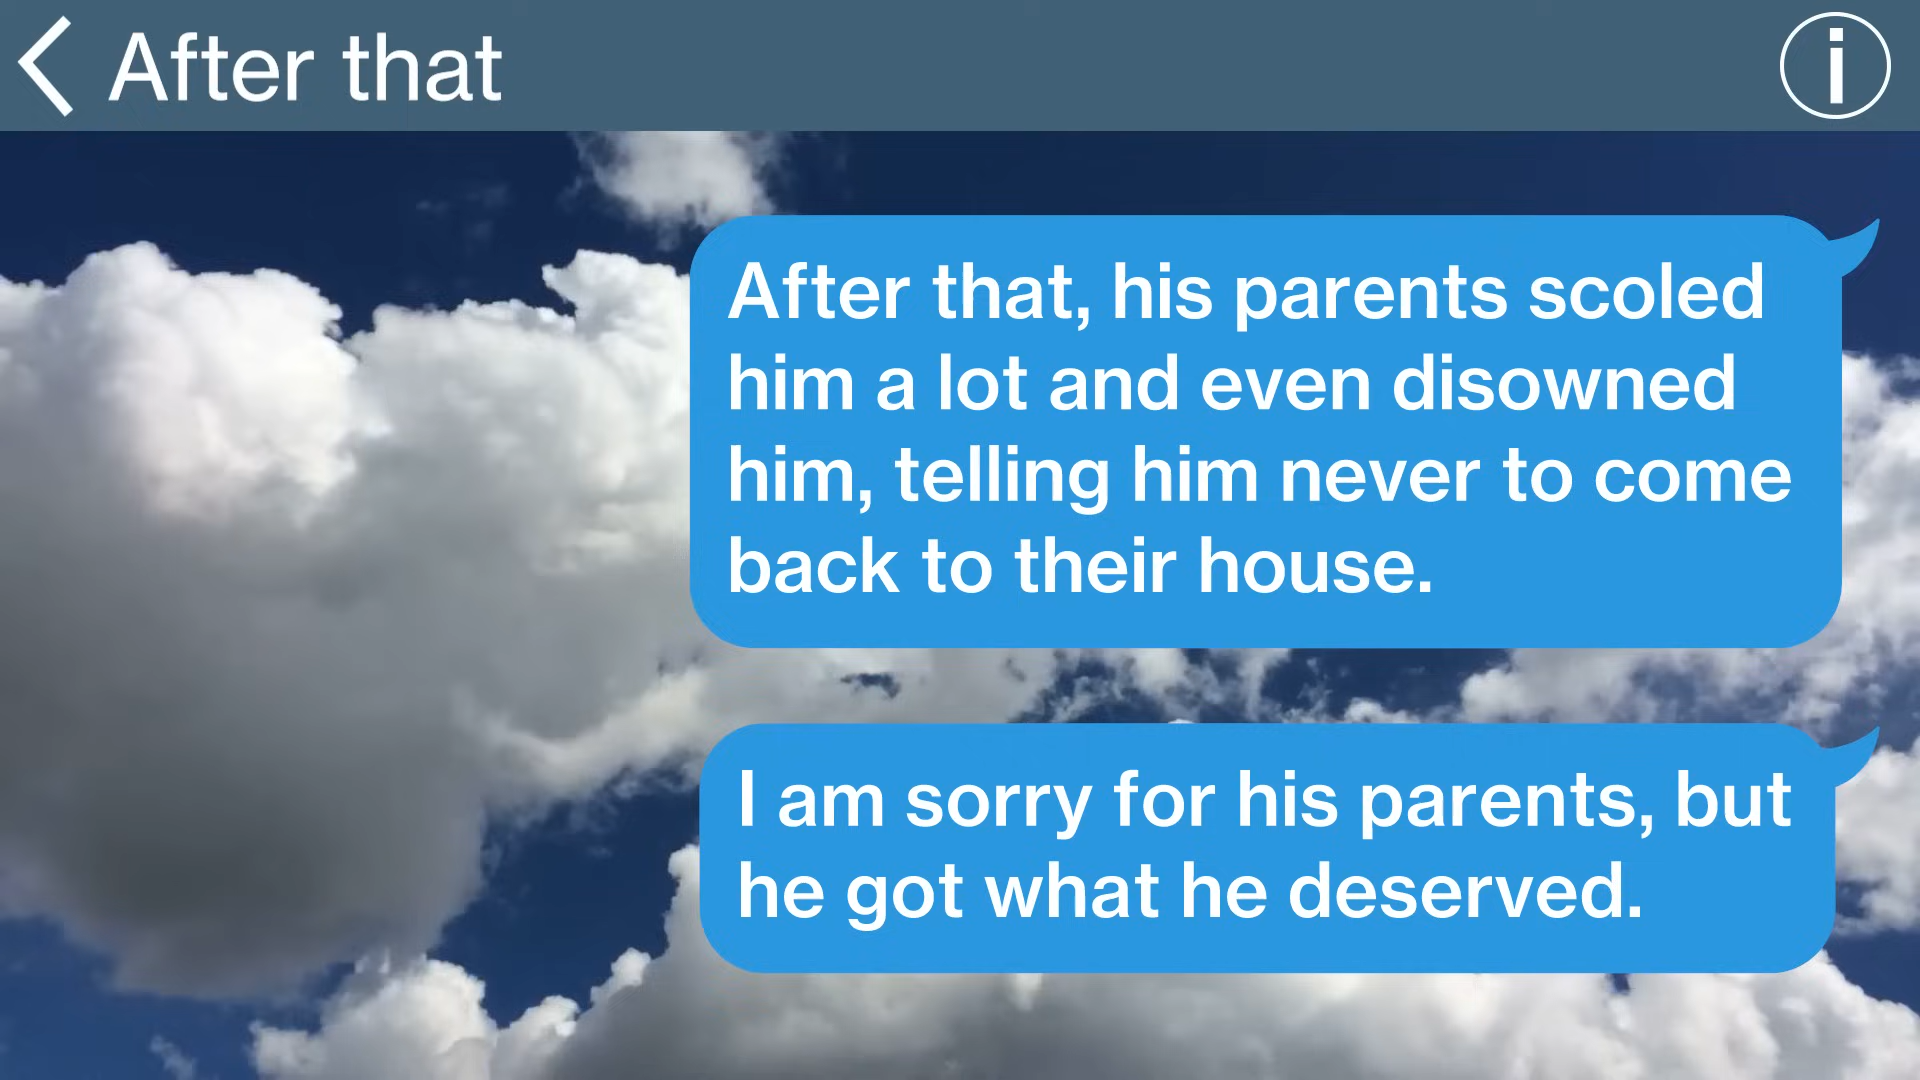 After that
After that, his parents scoled
him a lot and even disowned
him, telling him never to come
back to their house.
I am sorry for his parents, but
he got what he deserved.